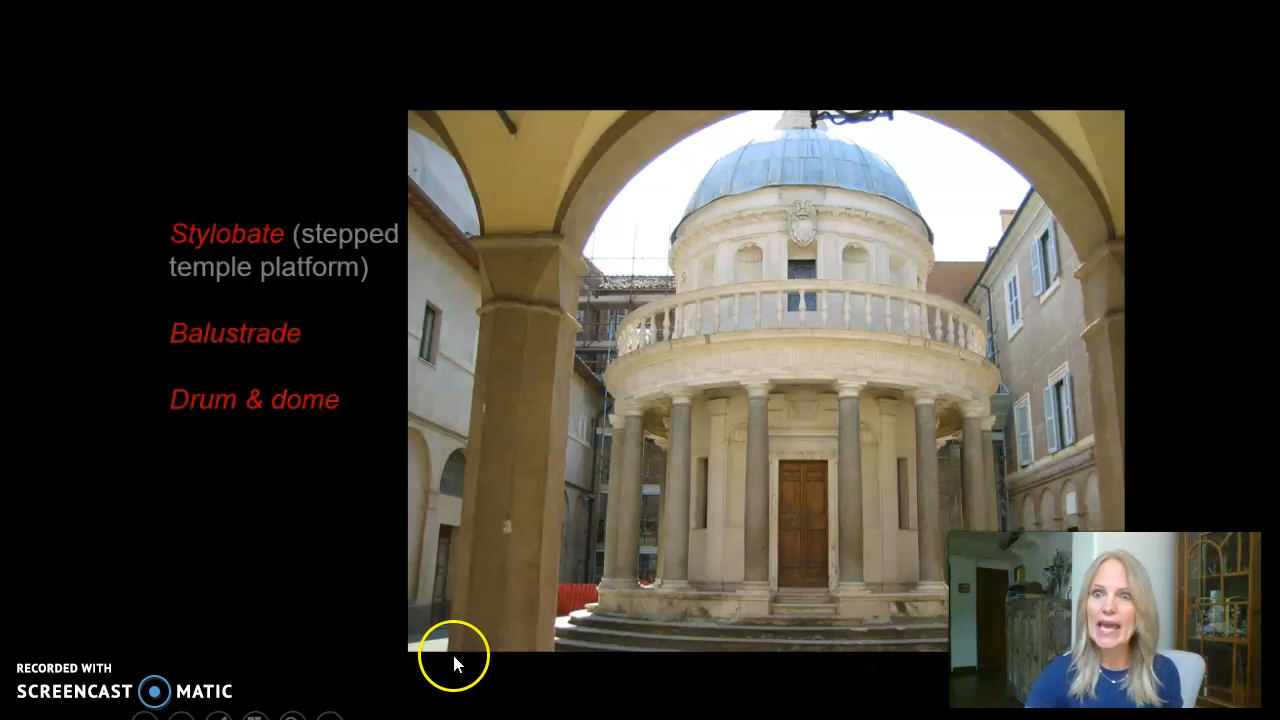 Stylobate (stepped
temple platform)
Balustrade
Drum & dome
RECORDED WITH
SCREENCAST MATIC